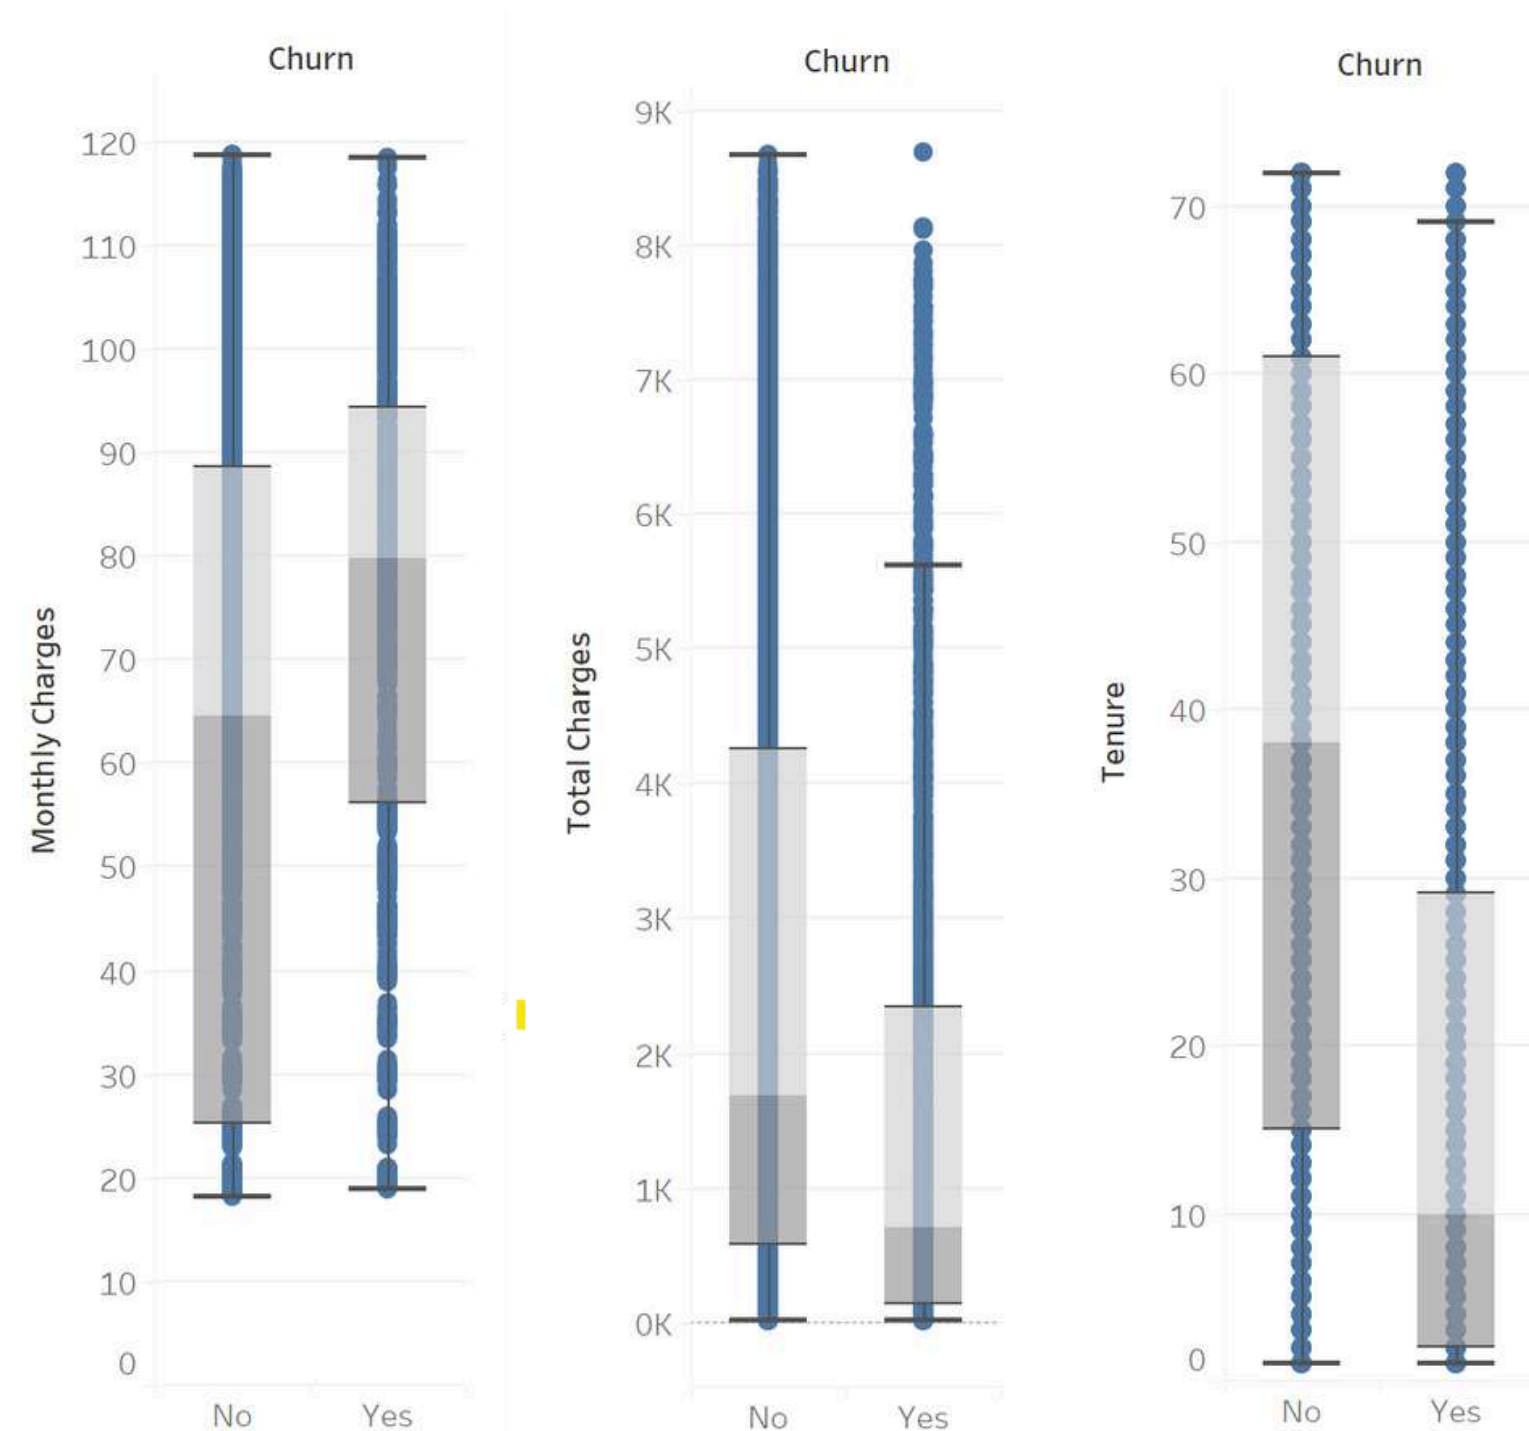 Churn
Monthly Charges
120
110
100
90
80
70
60
50
40
30
20
10
0
No Yes
Churn
Total Charges
9K
8K
7K
6K
5K
4K
3K
2K
1K
0K
No Yes
Churn
Tenure
70
60
50
40
30
20
10
0
No Yes